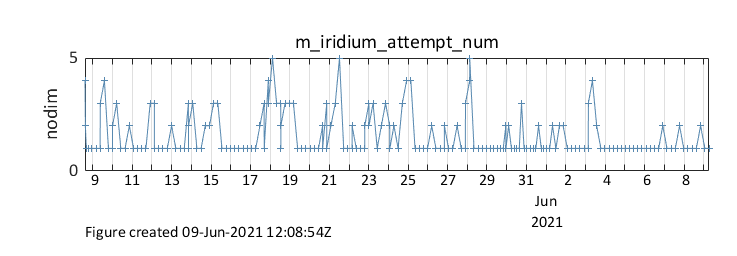 m_iridium_attempt_num
5
nodim
0
9 11 13 15 17 19 21 23 25 27 29 31 2 4 6 8
Jun
2021
Figure created 09-Jun-2021 12:08:54Z